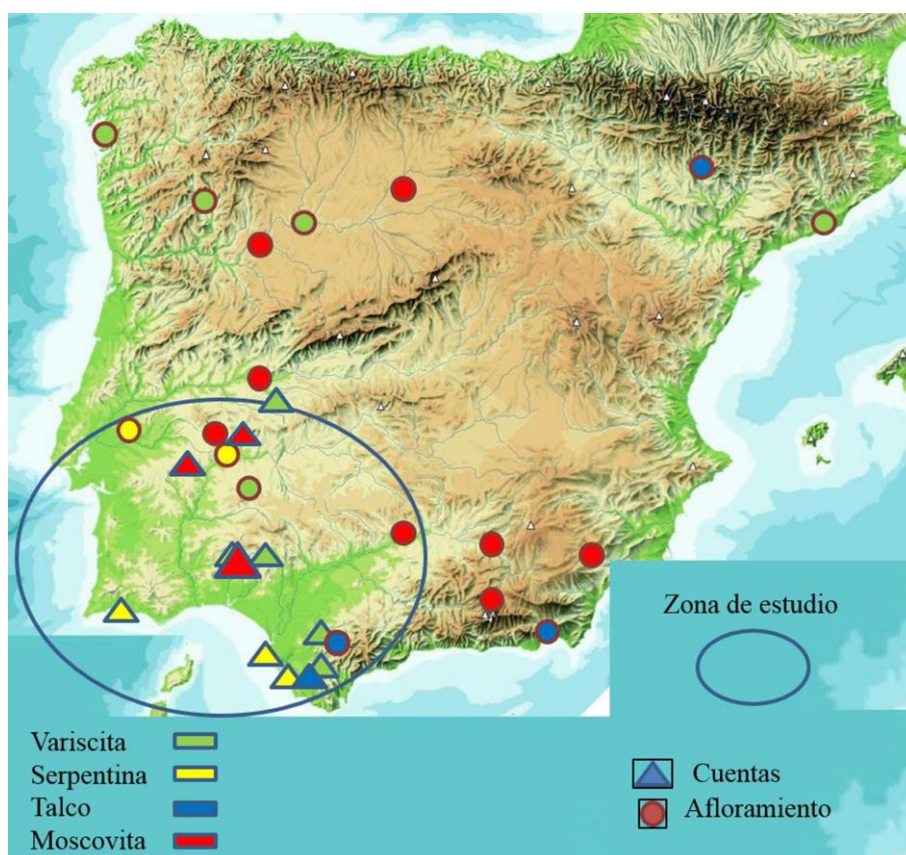 Zona de estudio
Variscita
Serpentina
Talco
Moscovita
Cuentas
Afloramiento